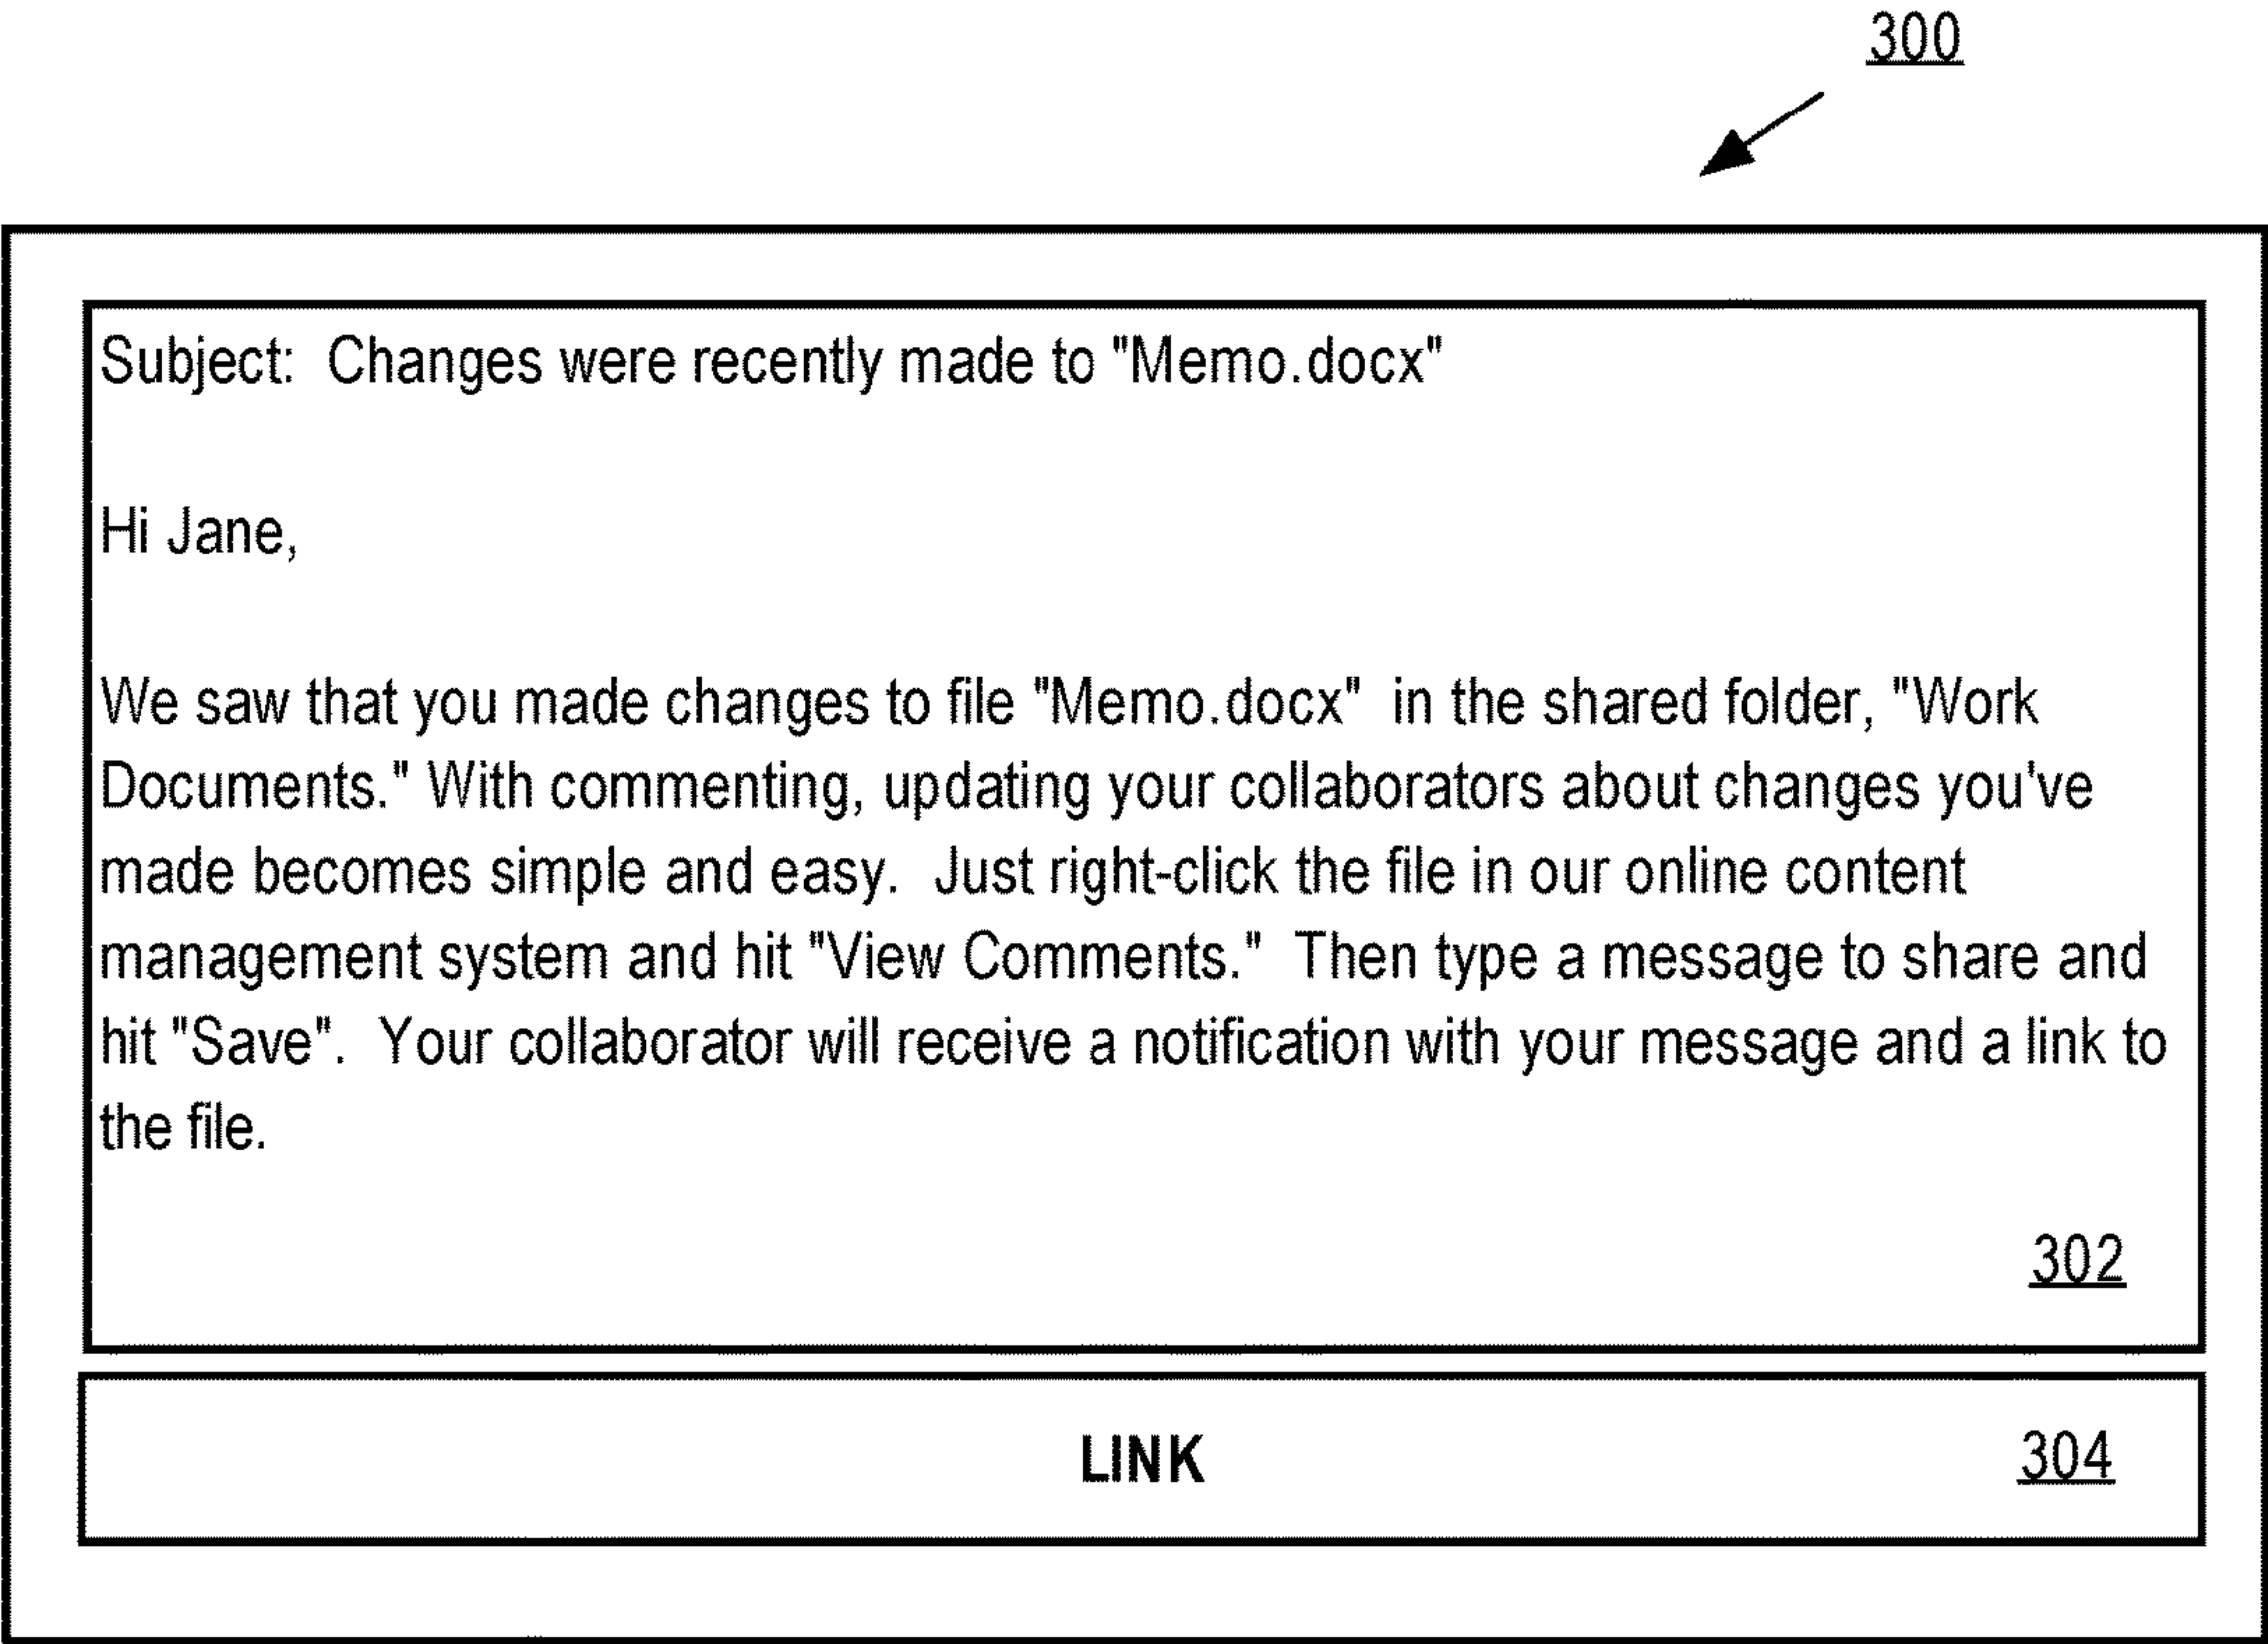 300
Subject: Changes were recently made to "Memo.docx"
Hi Jane,
We saw that you made changes to file "Memo.docx" in the shared folder, "Work
Documents." With commenting, updating your collaborators about changes you've
made becomes simple and easy. Just right-click the file in our online content
management system and hit "View Comments." Then type a message to share and
hit "Save". Your collaborator will receive a notification with your message and a link to
the file.
302
LINK 304